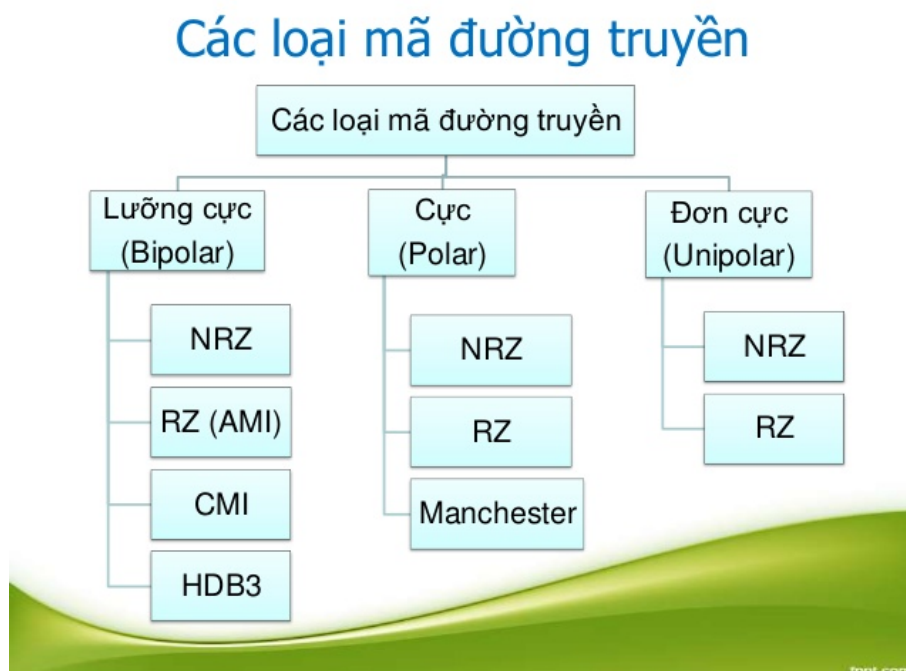 Các loại mã đường truyền
Các loại mã đường truyền
Lưỡng cực
(Bipolar)
NRZ
RZ (AMI)
CMI
HDB3
Cực
(Polar)
NRZ
RZ
Manchester
Đơn cực
(Unipolar)
NRZ
RZ